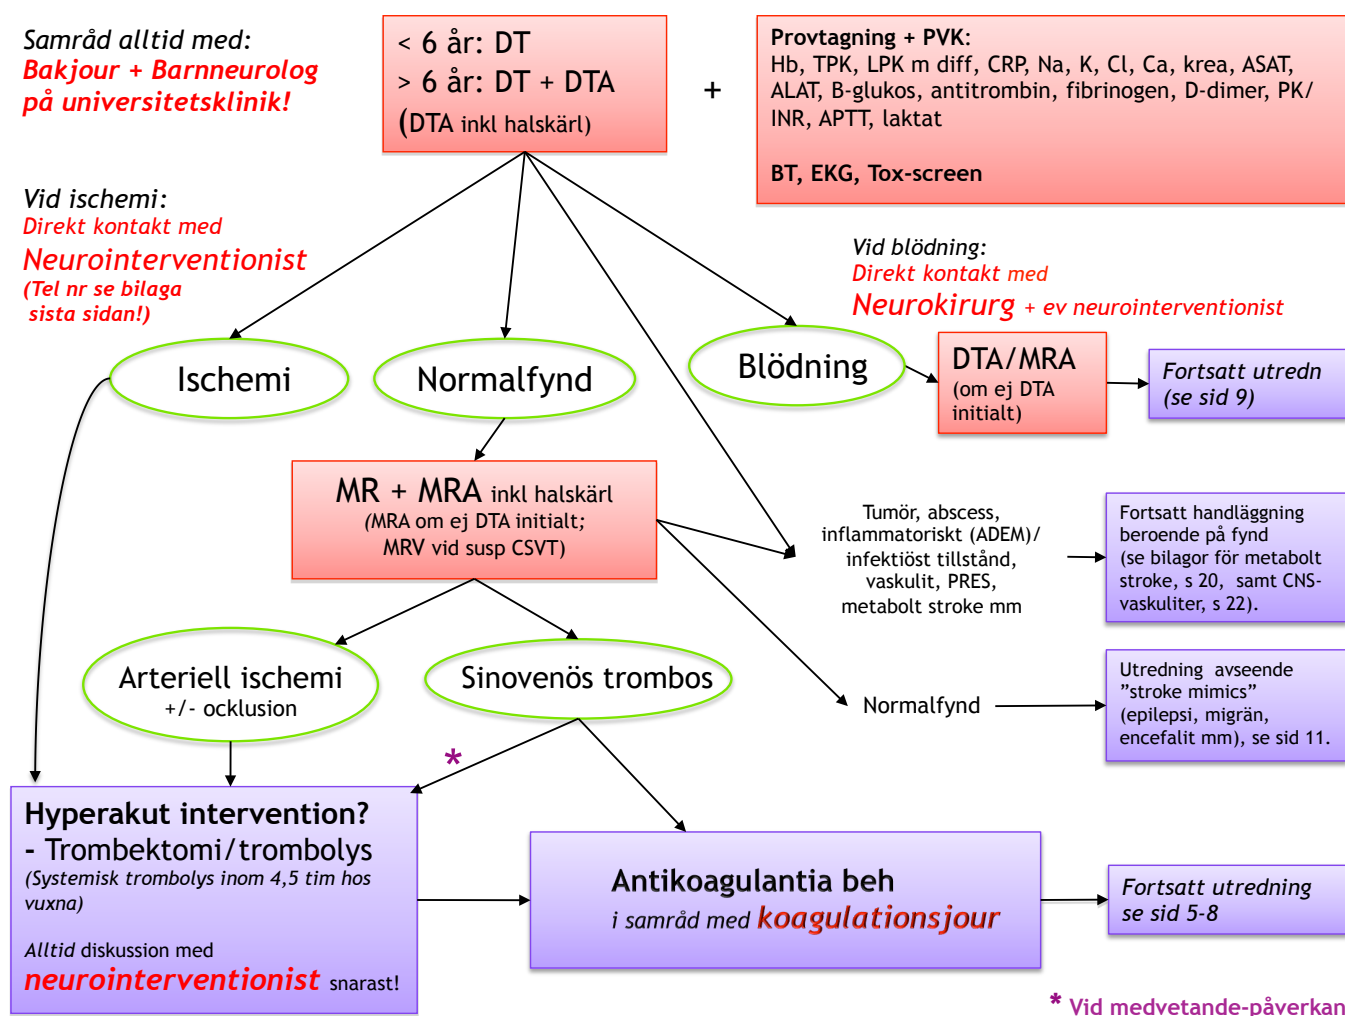 Samråd alltid med:
Bakjour + Barnneurolog
på universitetsklinik!
< 6 år: DT
> 6 år: DT + DTA
(DTA inkl halskärl)
+
Provtagning + PVK:
Hb, TPK, LPK m diff, CRP, Na, K, Cl, Ca, krea, ASAT,
ALAT, B-glukos, antitrombin, fibrinogen, D-dimer, PK/
INR, APTT, laktat
BT, EKG, Tox-screen
Vid ischemi:
Direkt kontakt med
Neurointerventionist
(Tel nr se bilaga
sista sidan!)
Vid blödning:
Direkt kontakt med
Neurokirurg + ev neurointerventionist
Ischemi
Normalfynd
Blödning
DTA/MRA
(om ej DTA
initialt)
Fortsatt utredn
(se sid 9)
MR + MRA inkl halskärl
(MRA om ej DTA initialt;
MRV vid susp CSVT)
Tumör, abscess,
inflammatoriskt (ADEM)/
infektiöst tillstånd,
vaskulit, PRES,
metabolt stroke mm
Fortsatt handläggning
beroende på fynd
(se bilagor för metabolt
stroke, s 20, samt CNS-
vaskuliter, s 22).
Arteriell ischemi
+/- ocklusion
Sinovenös trombos
Normalfynd
Utredning avseende
”stroke mimics”
(epilepsi, migrän,
encefalit mm), se sid 11.
*
Hyperakut intervention?
- Trombektomi/trombolys
(Systemisk trombolys inom 4,5 tim hos
vuxna)
Alltid diskussion med
neurointerventionist snarast!
Antikoagulantia beh
i samråd med koagulationsjour
Fortsatt utredning
se sid 5-8
* Vid medvetande-påverkan